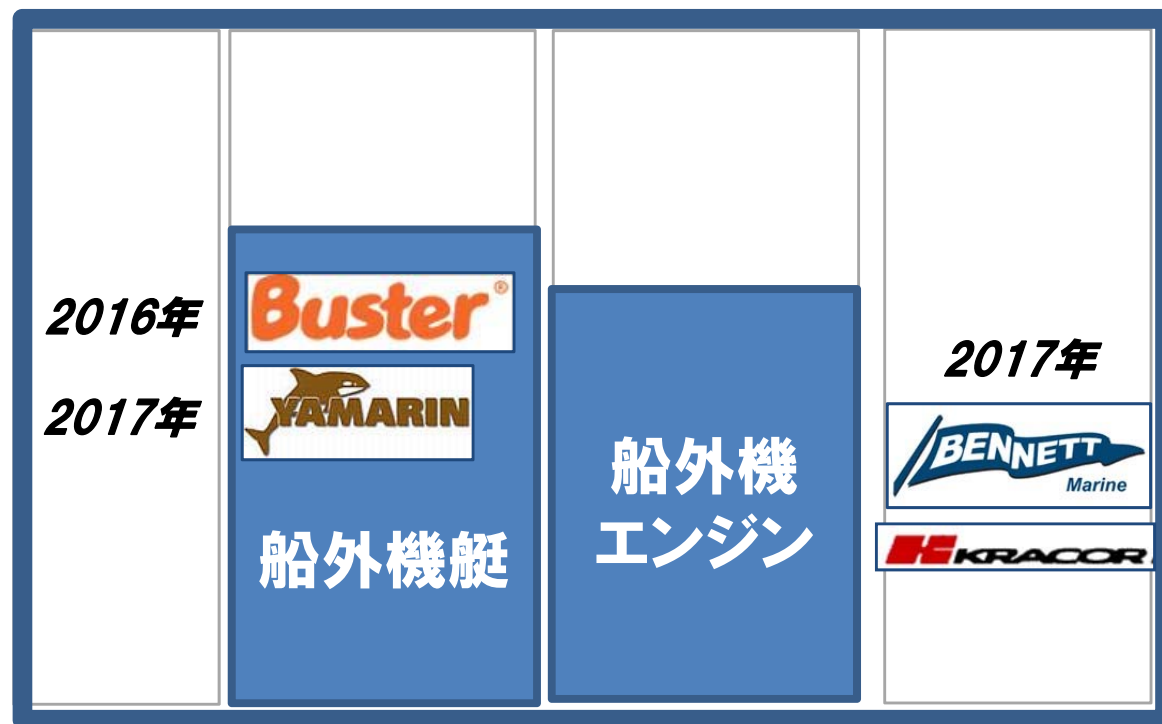 2016年
Buster®
2017年
YAMARIN
船外機艇
船外機
エンジン
2017年
BENNETT
Marine
KRACOR